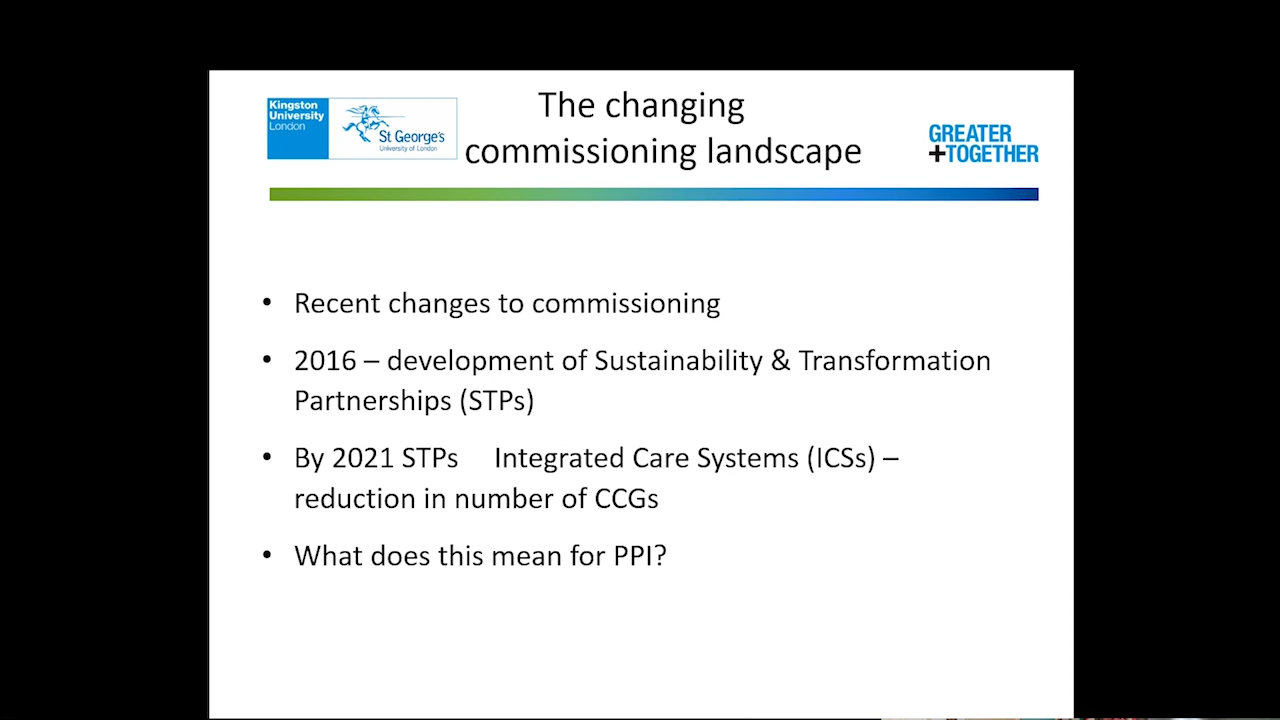 Kingston
University
London
St George's
University of London
The changing
commissioning landscape
GREATER
+TOGETHER
• Recent changes to commissioning
• 2016 – development of Sustainability & Transformation
Partnerships (STPs)
• By 2021 STPs Integrated Care Systems (ICSs) –
reduction in number of CCGs
• What does this mean for PPI?